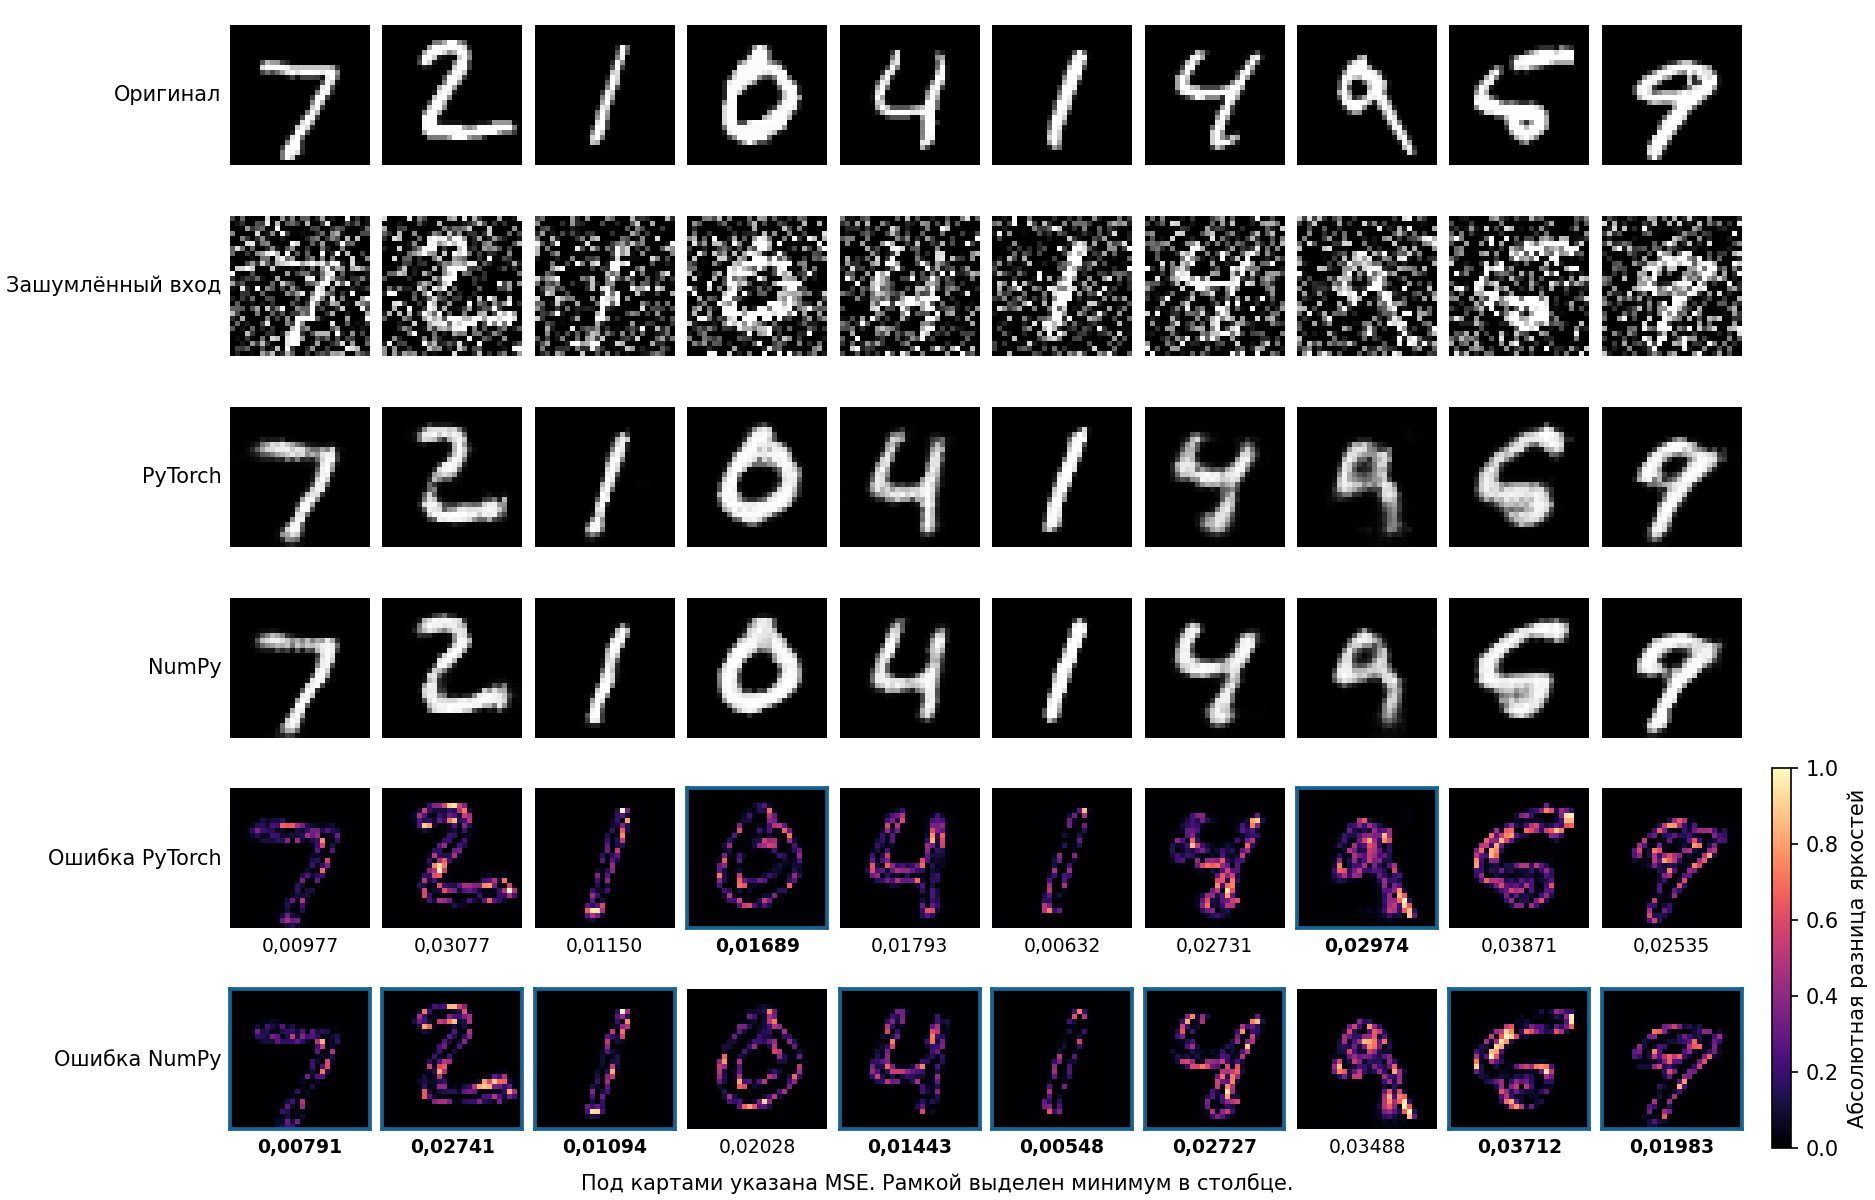 Оригинал
Зашумлённый вход
PyTorch
NumPy
Ошибка PyTorch
0,00977 0,03077 0,01150 0,01689 0,01793 0,00632 0,02731 0,02974 0,03871 0,02535
Ошибка NumPy
0,00791 0,02741 0,01094 0,02028 0,01443 0,00548 0,02727 0,03488 0,03712 0,01983
1.0
0.8
0.6
0.4
0.2
0.0
Абсолютная разница яркостей
Под картами указана MSE. Рамкой выделен минимум в столбце.